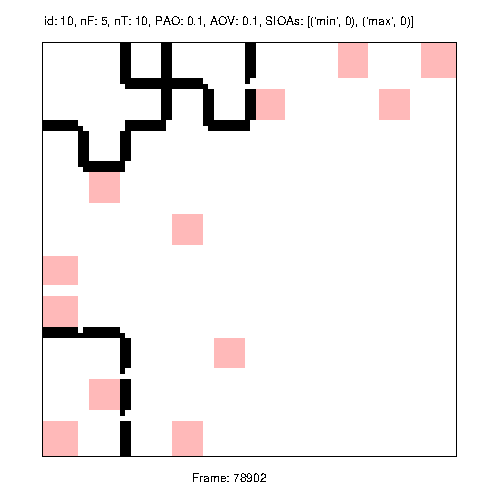 id: 10, nF: 5, nT: 10, PAO: 0.1, AOV: 0.1, SIOAs: [('min', 0), ('max', 0)]
Frame: 78902